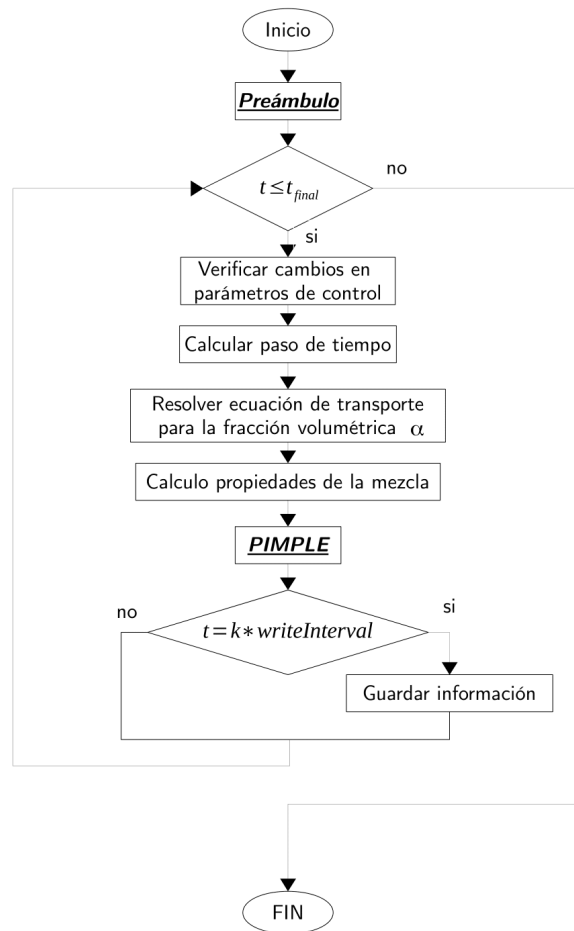 Inicio
Preámbulo
t ≤ t_final
no
si
Verificar cambios en
parámetros de control
Calcular paso de tiempo
Resolver ecuación de transporte
para la fracción volumétrica α
Calculo propiedades de la mezcla
PIMPLE
no
si
t = k∗writeInterval
Guardar información
FIN